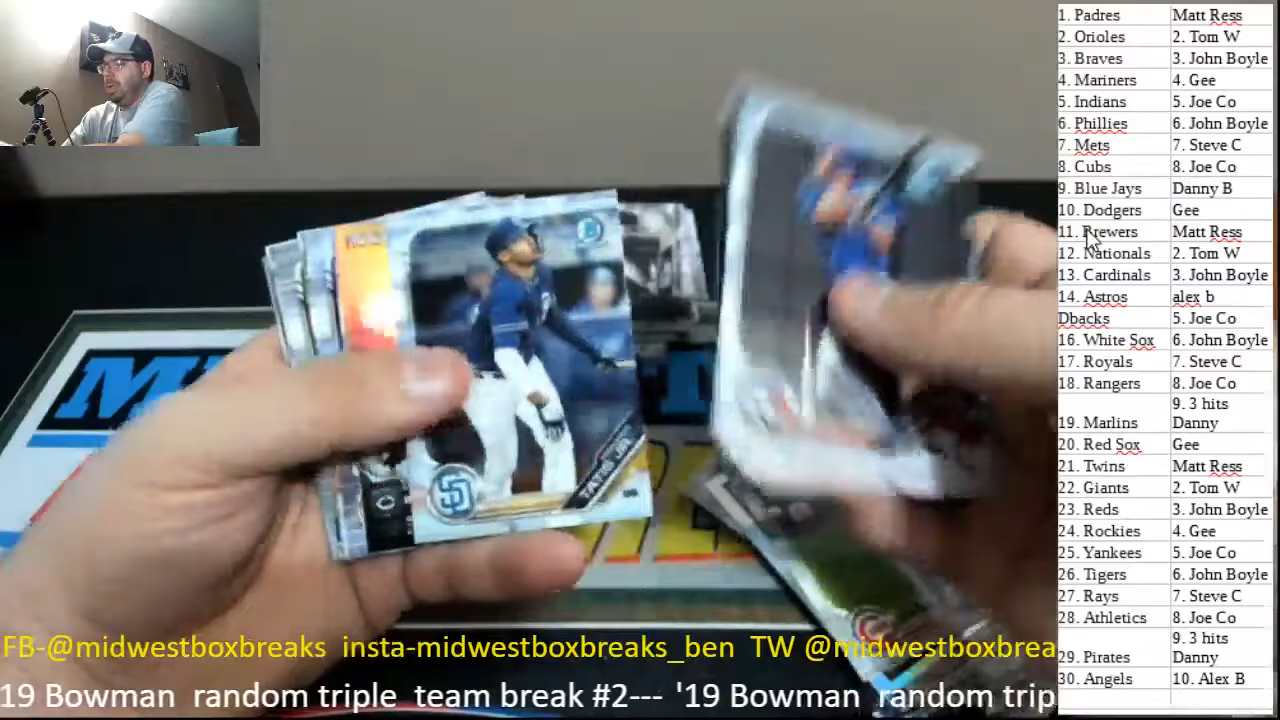 1. Padres Matt Ress
2. Orioles 2. Tom W
3. Braves 3. John Boyle
4. Mariners 4. Gee
5. Indians 5. Joe Co
6. Phillies 6. John Boyle
7. Mets 7. Steve C
8. Cubs 8. Joe Co
9. Blue Jays Danny B
10. Dodgers Gee
11. Brewers Matt Ress
12. Nationals 2. Tom W
13. Cardinals 3. John Boyle
14. Astros alex b
Dbacks 5. Joe Co
16. White Sox 6. John Boyle
17. Royals 7. Steve C
18. Rangers 8. Joe Co
19. Marlins 9. 3 hits
Danny
20. Red Sox Gee
21. Twins Matt Ress
22. Giants 2. Tom W
23. Reds 3. John Boyle
24. Rockies 4. Gee
25. Yankees 5. Joe Co
26. Tigers 6. John Boyle
27. Rays 7. Steve C
28. Athletics 8. Joe Co
29. Pirates 9. 3 hits
Danny
30. Angels 10. Alex B
TATIS JR.
SD
FB-@midwestboxbreaks insta-midwestboxbreaks_ben TW @midwestboxbrea
19 Bowman random triple team break #2--- '19 Bowman random trip